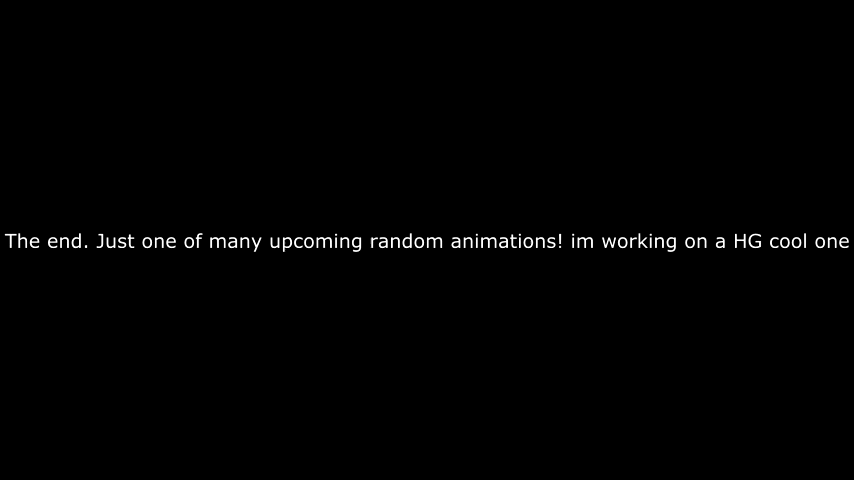 The end. Just one of many upcoming random animations! im working on a HG cool one